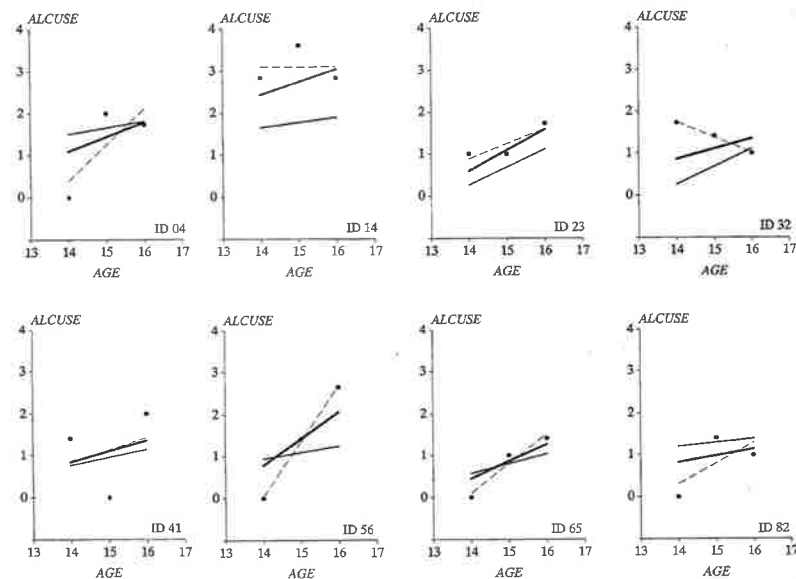 ALCUSE ALCUSE ALCUSE ALCUSE
4 4 4 4
3 3 3 3
2 2 2 2
1 1 1 1
0 0 0 0
ID 04 ID 14 ID 23 ID 32
13 14 15 16 17 13 14 15 16 17 13 14 15 16 17 13 14 15 16 17
AGE AGE AGE AGE
ALCUSE ALCUSE ALCUSE ALCUSE
4 4 4 4
3 3 3 3
2 2 2 2
1 1 1 1
0 0 0 0
ID 41 ID 56 ID 65 ID 82
13 14 15 16 17 13 14 15 16 17 13 14 15 16 17 13 14 15 16 17
AGE AGE AGE AGE